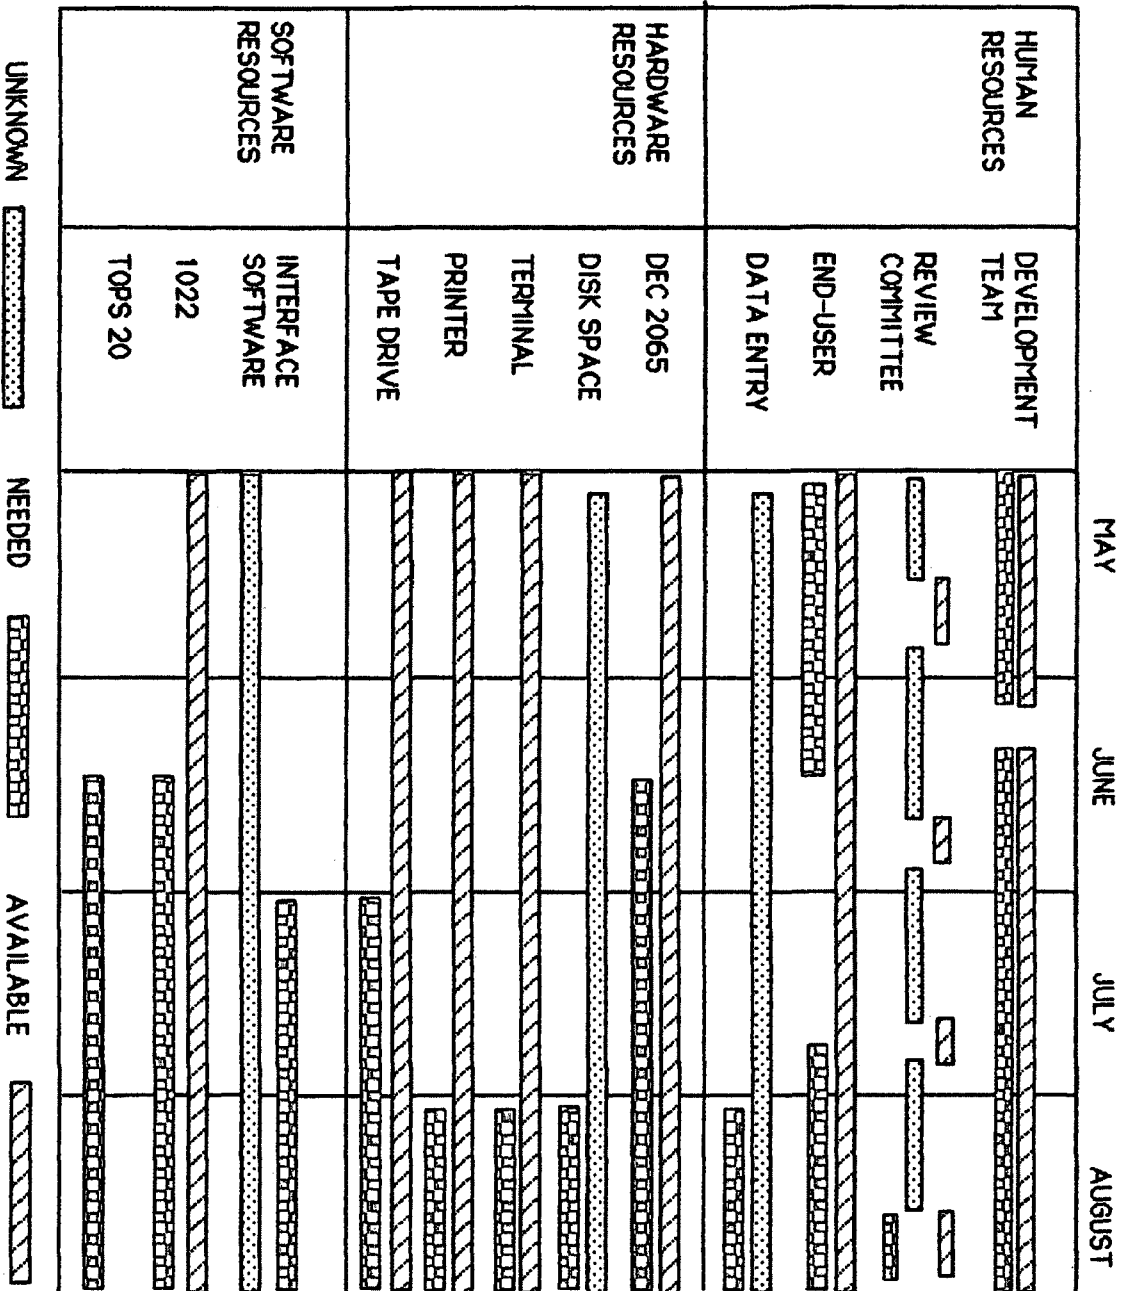 MAY
JUNE
JULY
AUGUST
HUMAN
RESOURCES
DEVELOPMENT
TEAM
REVIEW
COMMITTEE
END-USER
DATA ENTRY
HARDWARE
RESOURCES
DEC 2065
DISK SPACE
TERMINAL
PRINTER
TAPE DRIVE
SOFTWARE
RESOURCES
INTERFACE
SOFTWARE
1022
TOPS 20
UNKNOWN
NEEDED
AVAILABLE